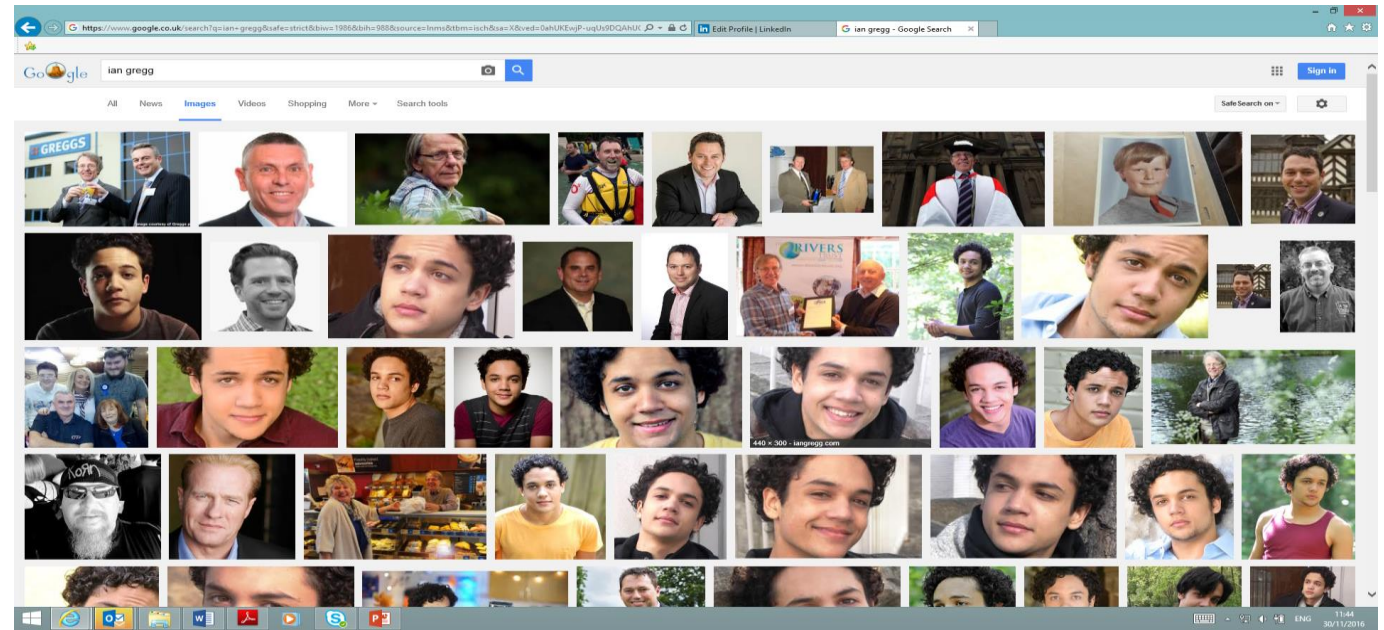 https://www.google.co.uk/search?q=ian+gregg&safe=strict&biw=1986&bih=988&source=lnms&tbm=isch&sa=X&ved=0ahUKEwjP-uqUs9DQAhU(
Edit Profile | LinkedIn
ian gregg - Google Search
Google
ian gregg
Sign in
All News Images Videos Shopping More Search tools
SafeSearch on
GREGGS
RIVERS
440 × 300 - iangregg.com
KoRn
ENG
11:44
30/11/2016